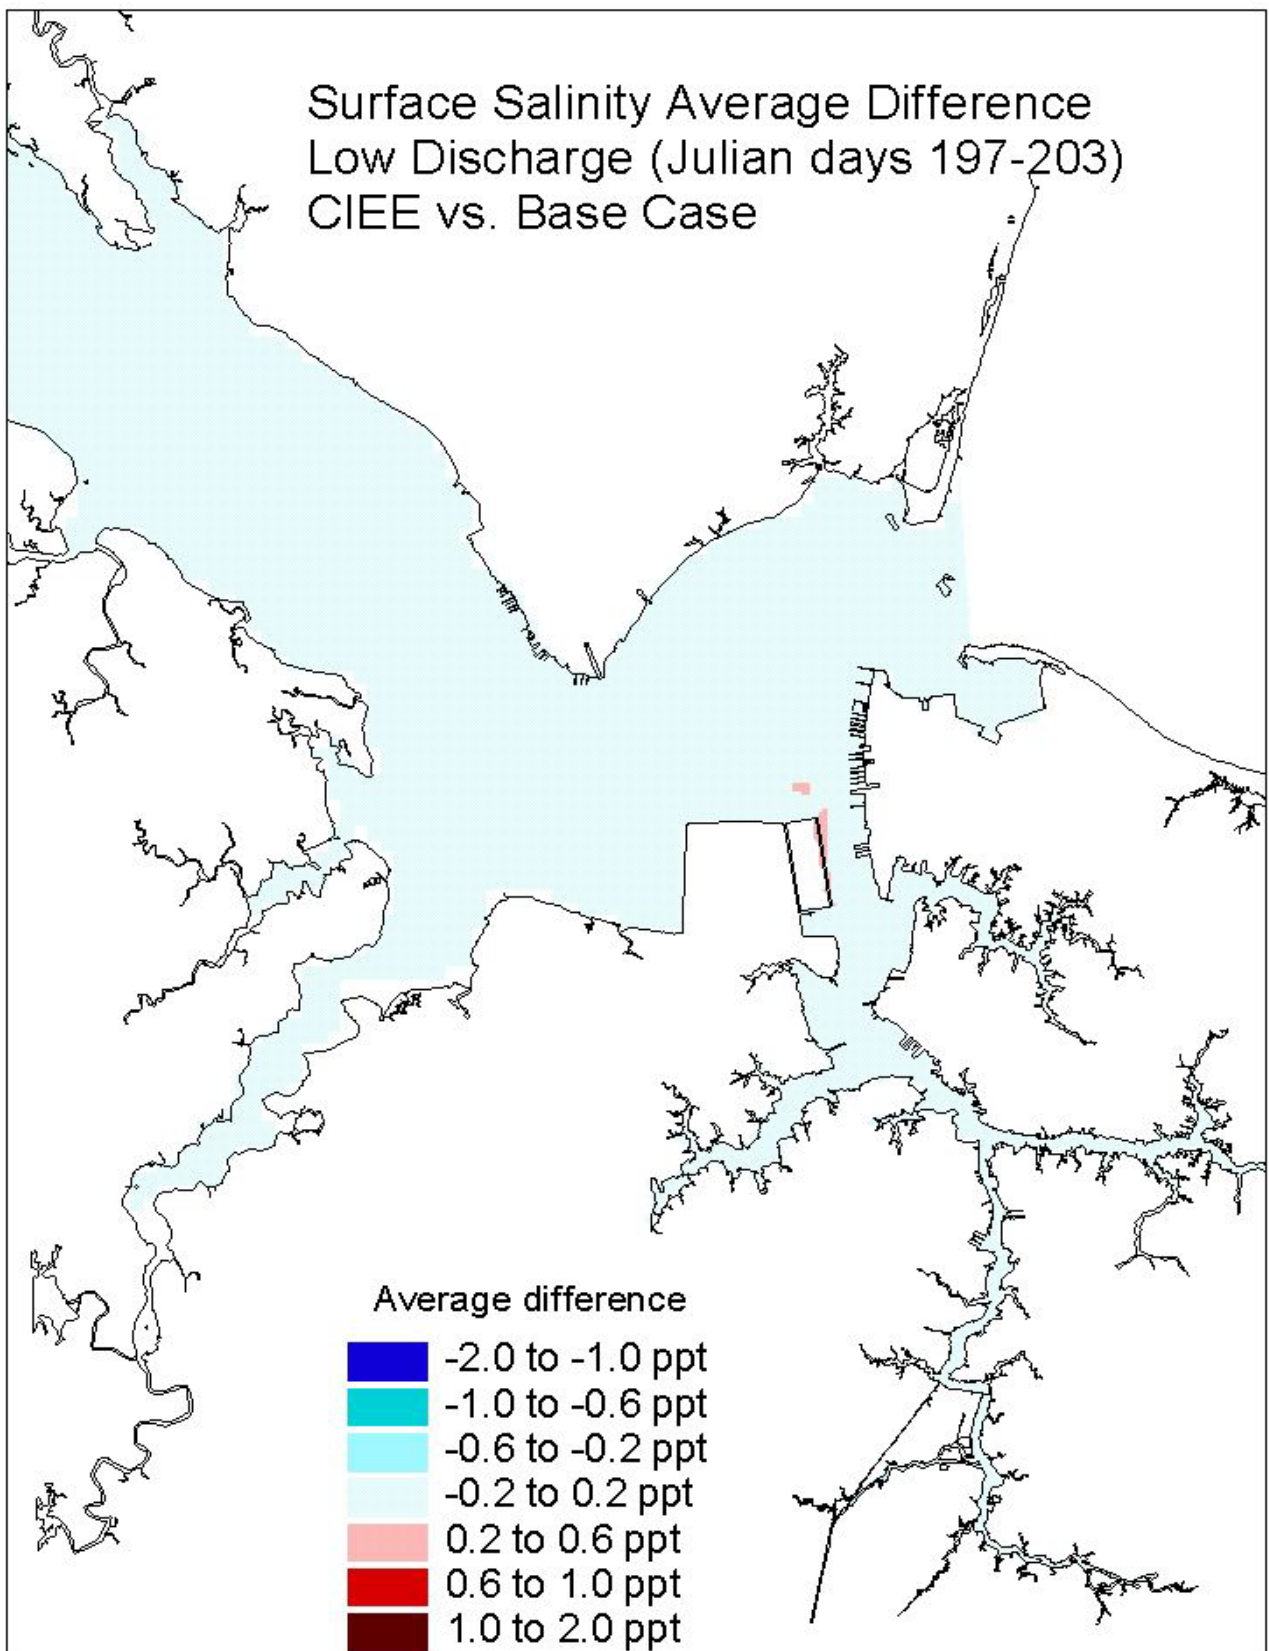 Surface Salinity Average Difference
Low Discharge (Julian days 197-203)
CIEE vs. Base Case
Average difference
-2.0 to -1.0 ppt
-1.0 to -0.6 ppt
-0.6 to -0.2 ppt
-0.2 to 0.2 ppt
0.2 to 0.6 ppt
0.6 to 1.0 ppt
1.0 to 2.0 ppt